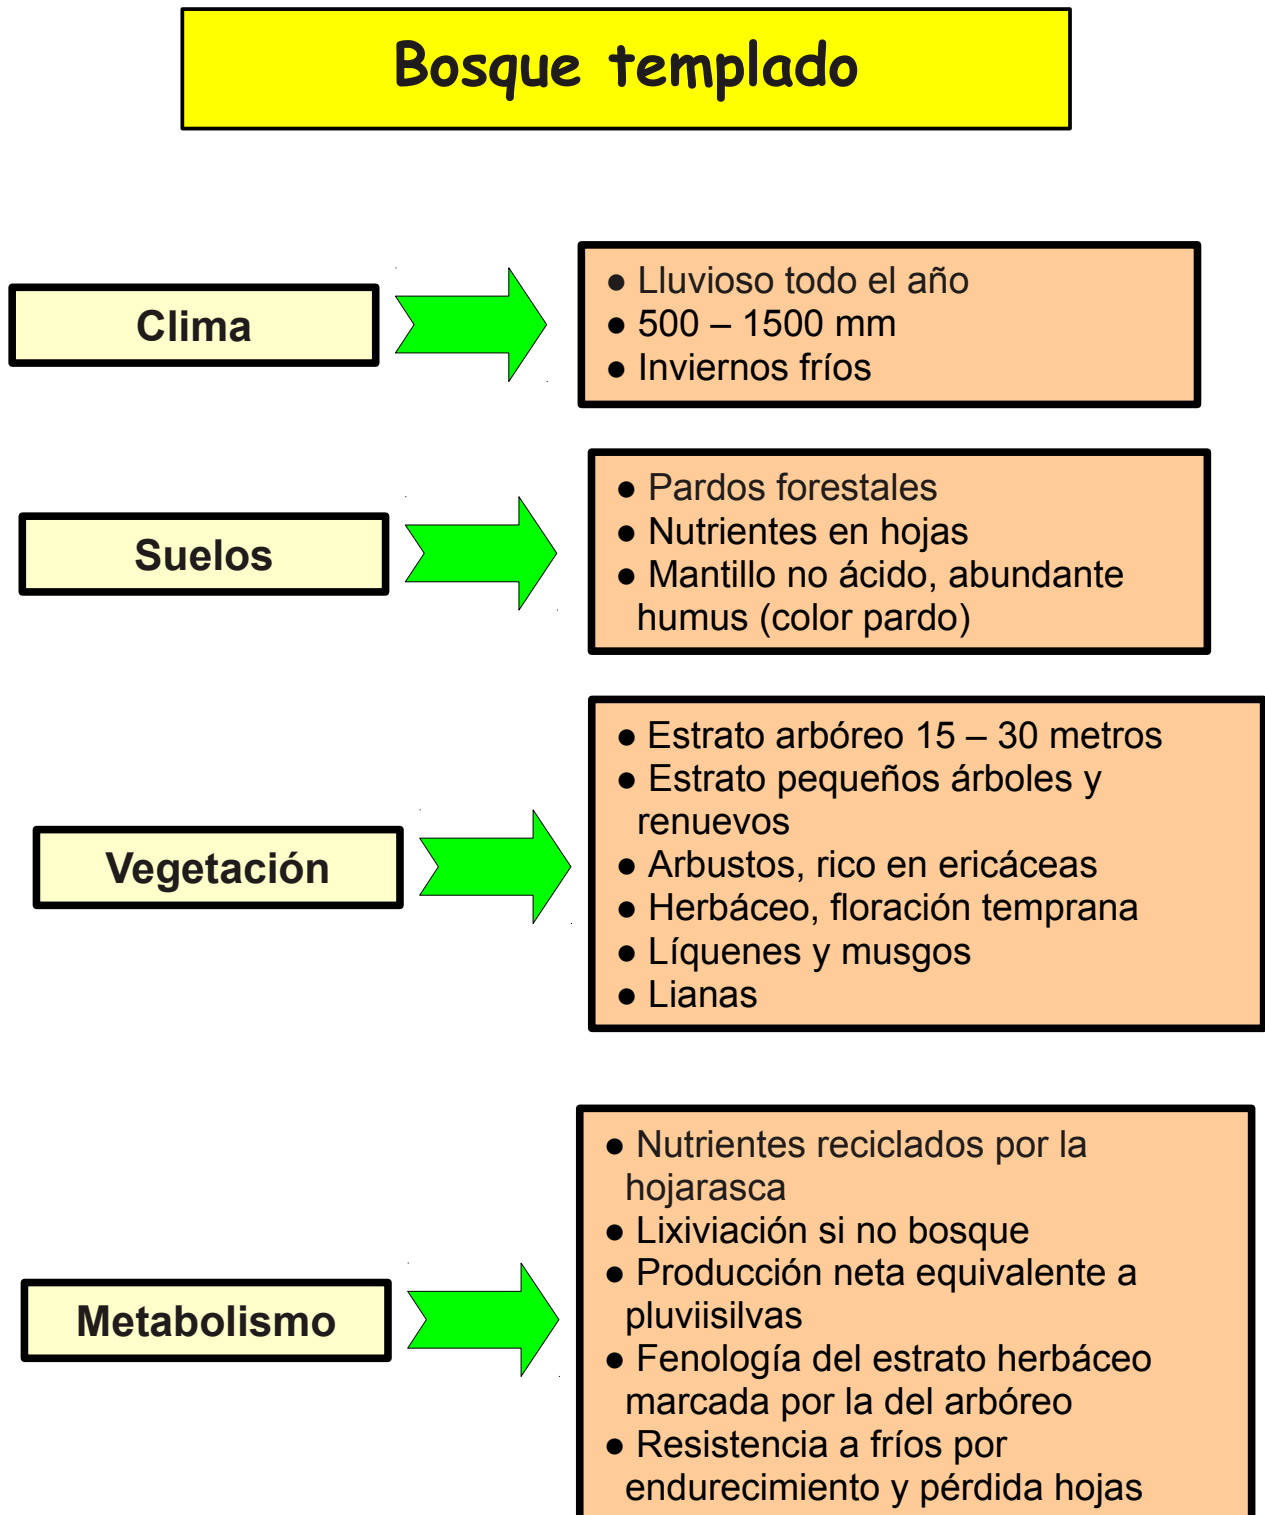 Bosque templado
Clima
● Lluvioso todo el año
● 500 – 1500 mm
● Inviernos fríos
Suelos
● Pardos forestales
● Nutrientes en hojas
● Mantillo no ácido, abundante
humus (color pardo)
Vegetación
● Estrato arbóreo 15 – 30 metros
● Estrato pequeños árboles y
renuevos
● Arbustos, rico en ericáceas
● Herbáceo, floración temprana
● Líquenes y musgos
● Lianas
Metabolismo
● Nutrientes reciclados por la
hojarasca
● Lixiviación si no bosque
● Producción neta equivalente a
pluviisilvas
● Fenología del estrato herbáceo
marcada por la del arbóreo
● Resistencia a fríos por
endurecimiento y pérdida hojas